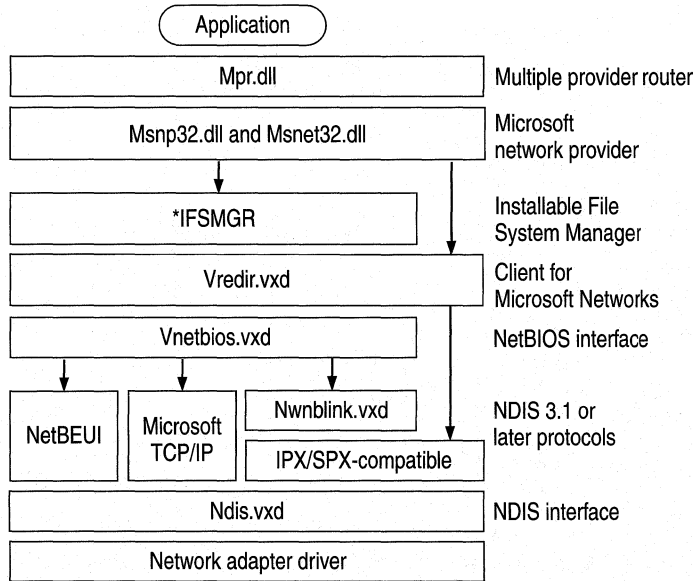 Application
Mpr.dll
Multiple provider router
Msnp32.dll and Msnet32.dll
Microsoft
network provider
*IFSMGR
Installable File
System Manager
Vredir.vxd
Client for
Microsoft Networks
Vnetbios.vxd
NetBIOS interface
NetBEUI
Microsoft
TCP/IP
Nwnblink.vxd
IPX/SPX-compatible
NDIS 3.1 or
later protocols
Ndis.vxd
NDIS interface
Network adapter driver